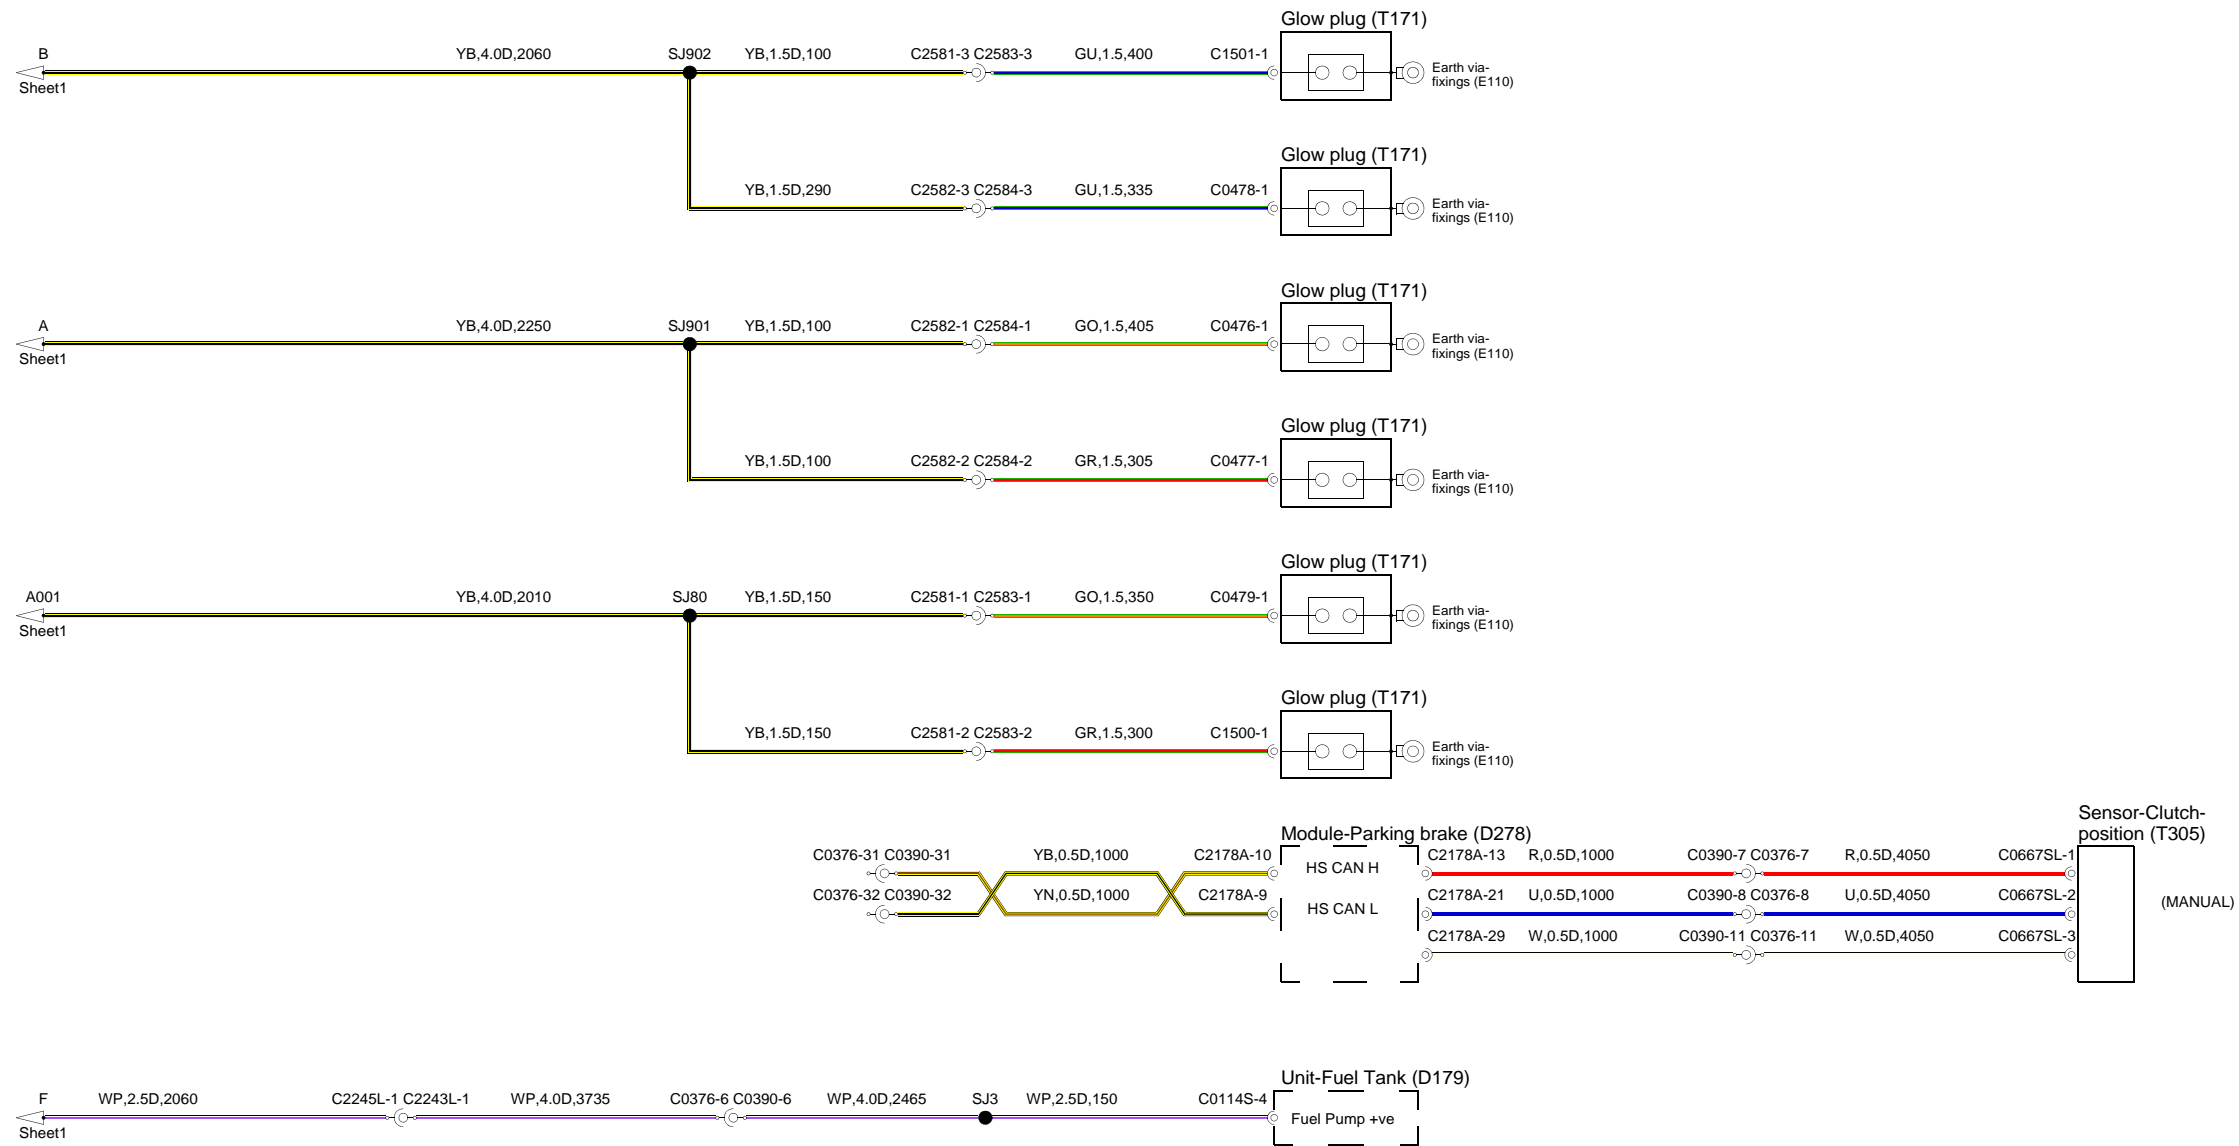 Glow plug (T171)
B YB,4.0D,2060 SJ902 YB,1.5D,100 C2581-3 C2583-3 GU,1.5,400 C1501-1
Earth via-
fixings (E110)
Sheet1
Glow plug (T171)
YB,1.5D,290 C2582-3 C2584-3 GU,1.5,335 C0478-1
Earth via-
fixings (E110)
Glow plug (T171)
A YB,4.0D,2250 SJ901 YB,1.5D,100 C2582-1 C2584-1 GO,1.5,405 C0476-1
Earth via-
fixings (E110)
Sheet1
Glow plug (T171)
YB,1.5D,100 C2582-2 C2584-2 GR,1.5,305 C0477-1
Earth via-
fixings (E110)
Glow plug (T171)
A001 YB,4.0D,2010 SJ80 YB,1.5D,150 C2581-1 C2583-1 GO,1.5,350 C0479-1
Earth via-
fixings (E110)
Sheet1
Glow plug (T171)
YB,1.5D,150 C2581-2 C2583-2 GR,1.5,300 C1500-1
Earth via-
fixings (E110)
Sensor-Clutch-
position (T305)
Module-Parking brake (D278)
C0376-31 C0390-31 YB,0.5D,1000 C2178A-10 HS CAN H C2178A-13 R,0.5D,1000 C0390-7 C0376-7 R,0.5D,4050 C0667SL-1
C0376-32 C0390-32 YN,0.5D,1000 C2178A-9 HS CAN L C2178A-21 U,0.5D,1000 C0390-8 C0376-8 U,0.5D,4050 C0667SL-2
(MANUAL)
C2178A-29 W,0.5D,1000 C0390-11 C0376-11 W,0.5D,4050 C0667SL-3
Unit-Fuel Tank (D179)
F WP,2.5D,2060 C2245L-1 C2243L-1 WP,4.0D,3735 C0376-6 C0390-6 WP,4.0D,2465 SJ3 WP,2.5D,150 C0114S-4
Fuel Pump +ve
Sheet1